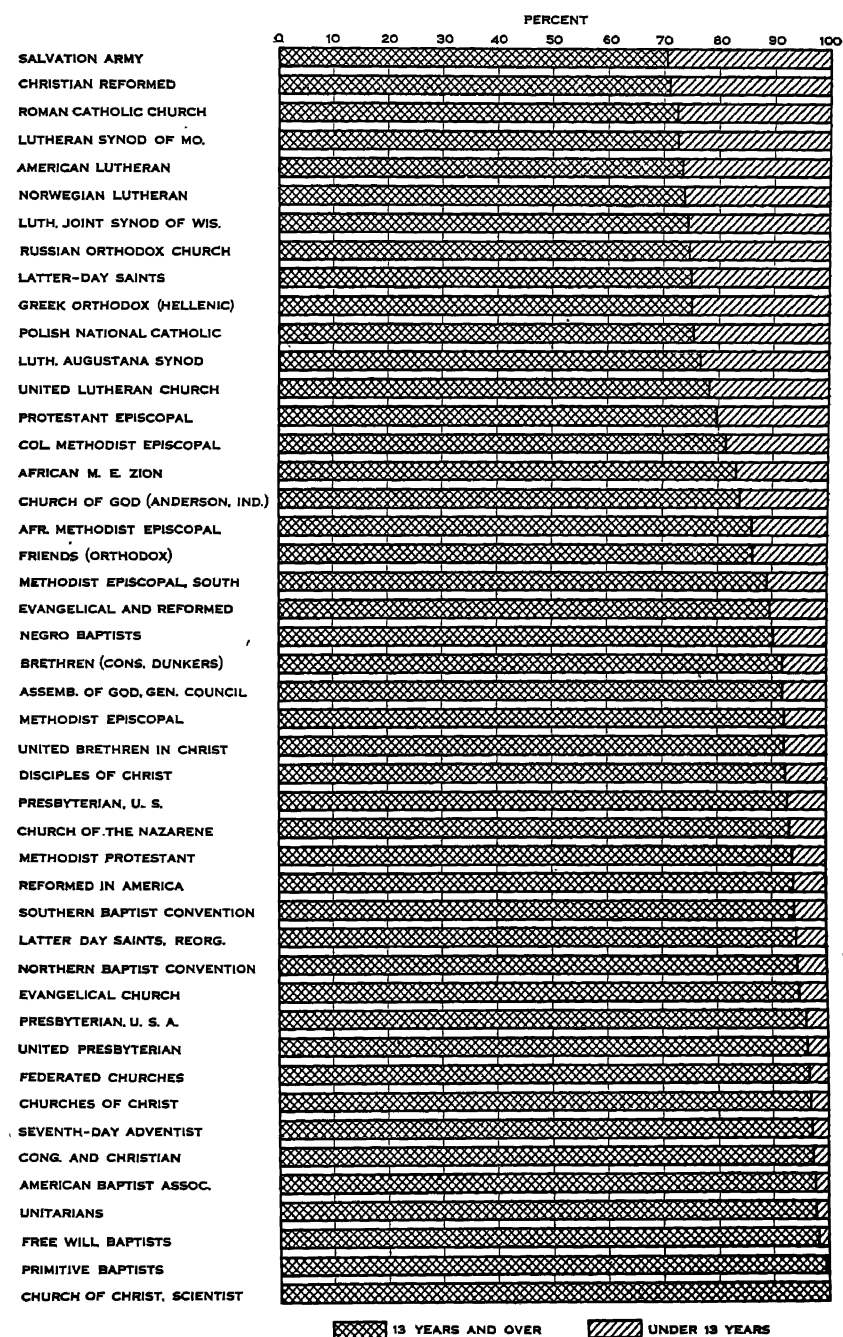 PERCENT
0 10 20 30 40 50 60 70 80 90 100
SALVATION ARMY
CHRISTIAN REFORMED
ROMAN CATHOLIC CHURCH
LUTHERAN SYNOD OF MO.
AMERICAN LUTHERAN
NORWEGIAN LUTHERAN
LUTH. JOINT SYNOD OF WIS.
RUSSIAN ORTHODOX CHURCH
LATTER-DAY SAINTS
GREEK ORTHODOX (HELLENIC)
POLISH NATIONAL CATHOLIC
LUTH. AUGUSTANA SYNOD
UNITED LUTHERAN CHURCH
PROTESTANT EPISCOPAL
COL. METHODIST EPISCOPAL
AFRICAN M. E. ZION
CHURCH OF GOD (ANDERSON, IND.)
AFR. METHODIST EPISCOPAL
FRIENDS (ORTHODOX)
METHODIST EPISCOPAL, SOUTH
EVANGELICAL AND REFORMED
NEGRO BAPTISTS
BRETHREN (CONS. DUNKERS)
ASSEMB. OF GOD, GEN. COUNCIL
METHODIST EPISCOPAL
UNITED BRETHREN IN CHRIST
DISCIPLES OF CHRIST
PRESBYTERIAN, U. S.
CHURCH OF THE NAZARENE
METHODIST PROTESTANT
REFORMED IN AMERICA
SOUTHERN BAPTIST CONVENTION
LATTER DAY SAINTS, REORG.
NORTHERN BAPTIST CONVENTION
EVANGELICAL CHURCH
PRESBYTERIAN, U. S. A.
UNITED PRESBYTERIAN
FEDERATED CHURCHES
CHURCHES OF CHRIST
SEVENTH-DAY ADVENTIST
CONG. AND CHRISTIAN
AMERICAN BAPTIST ASSOC.
UNITARIANS
FREE WILL BAPTISTS
PRIMITIVE BAPTISTS
CHURCH OF CHRIST, SCIENTIST
13 YEARS AND OVER UNDER 13 YEARS